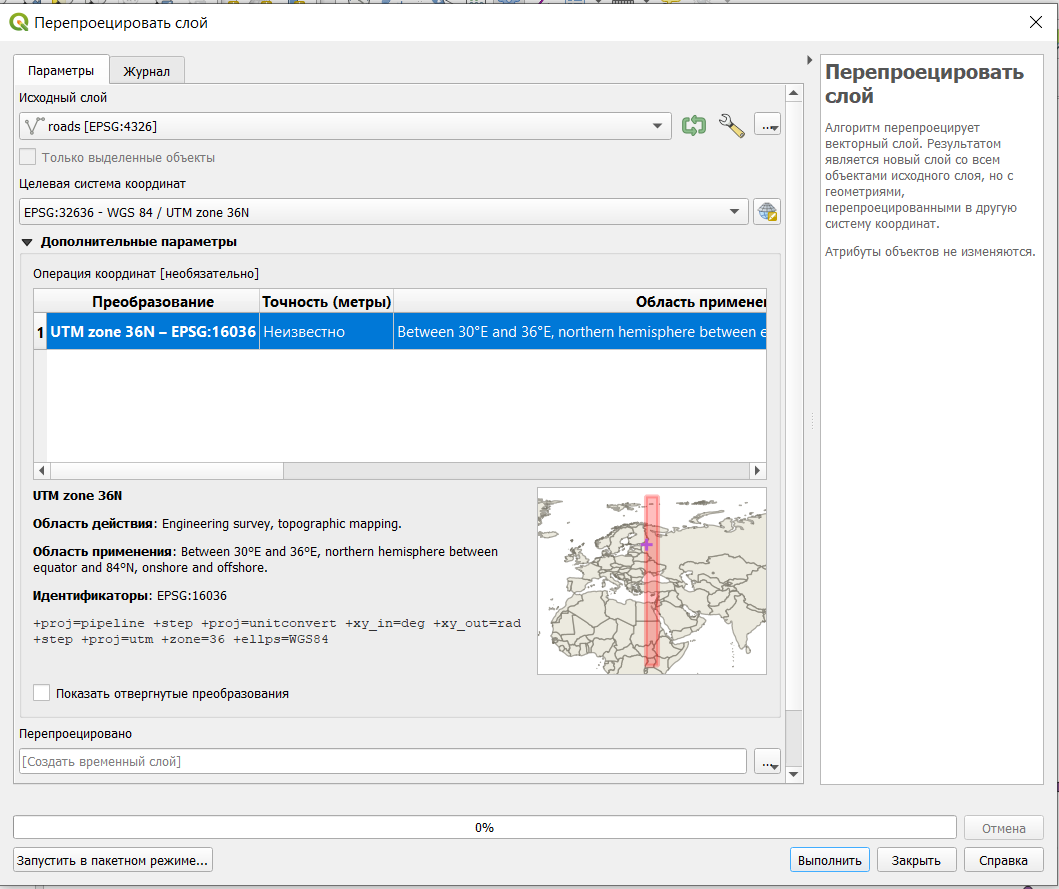 Перепроецировать слой
Параметры
Журнал
Исходный слой
roads [EPSG:4326]
...
Только выделенные объекты
Целевая система координат
EPSG:32636 - WGS 84 / UTM zone 36N
Дополнительные параметры
Операция координат [необязательно]
Преобразование Точность (метры) Область применен
1 UTM zone 36N – EPSG:16036 Неизвестно Between 30°E and 36°E, northern hemisphere between e
UTM zone 36N
Область действия: Engineering survey, topographic mapping.
Область применения: Between 30°E and 36°E, northern hemisphere between
equator and 84°N, onshore and offshore.
Идентификаторы: EPSG:16036
+proj=pipeline +step +proj=unitconvert +xy_in=deg +xy_out=rad
+step +proj=utm +zone=36 +ellps=WGS84
Показать отвергнутые преобразования
Перепроецировано
[Создать временный слой]
...
Перепроецировать
слой
Алгоритм перепроецирует
векторный слой. Результатом
является новый слой со всем
объектами исходного слоя, но с
геометриями,
перепроецированными в другую
систему координат.
Атрибуты объектов не изменяются.
0%
Отмена
Запустить в пакетном режиме...
Выполнить
Закрыть
Справка